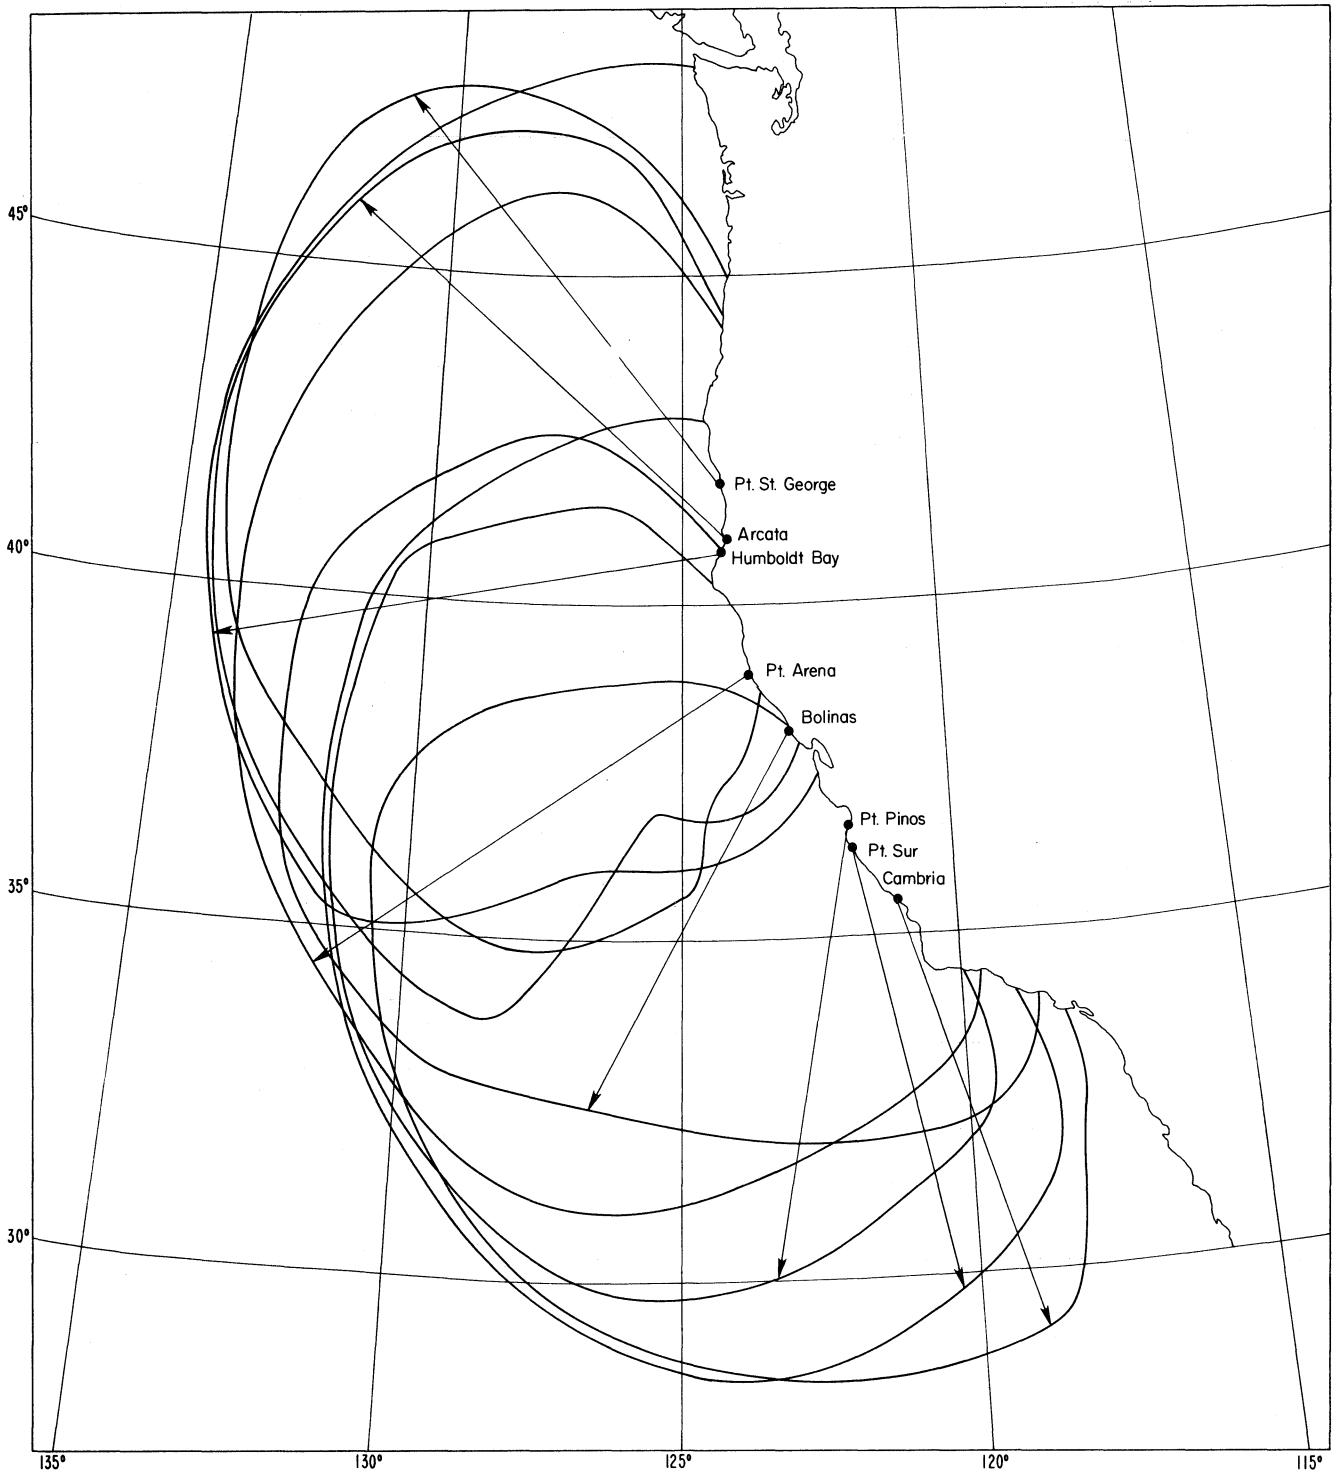 45°
Pt. St. George
Arcata
40°
Humboldt Bay
Pt. Arena
Bolinas
Pt. Pinos
Pt. Sur
35°
Cambria
30°
135°
130°
125°
120°
115°